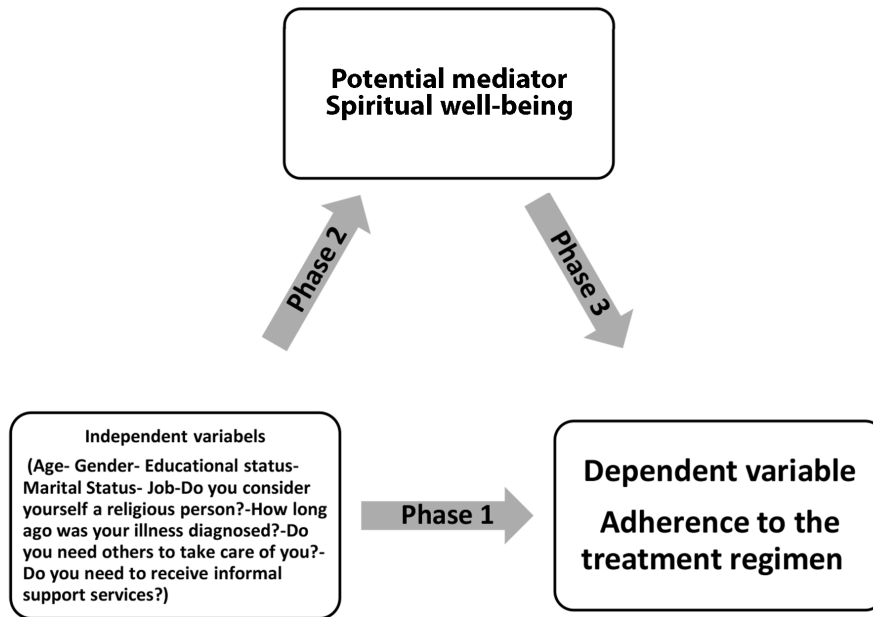 Potential mediator
Spiritual well-being
Phase 2
Phase 3
Independent variabels
(Age- Gender- Educational status-
Marital Status- Job-Do you consider
yourself a religious person?-How long
ago was your illness diagnosed?-Do
you need others to take care of you?-
Do you need to receive informal
support services?)
Phase 1
Dependent variable
Adherence to the
treatment regimen